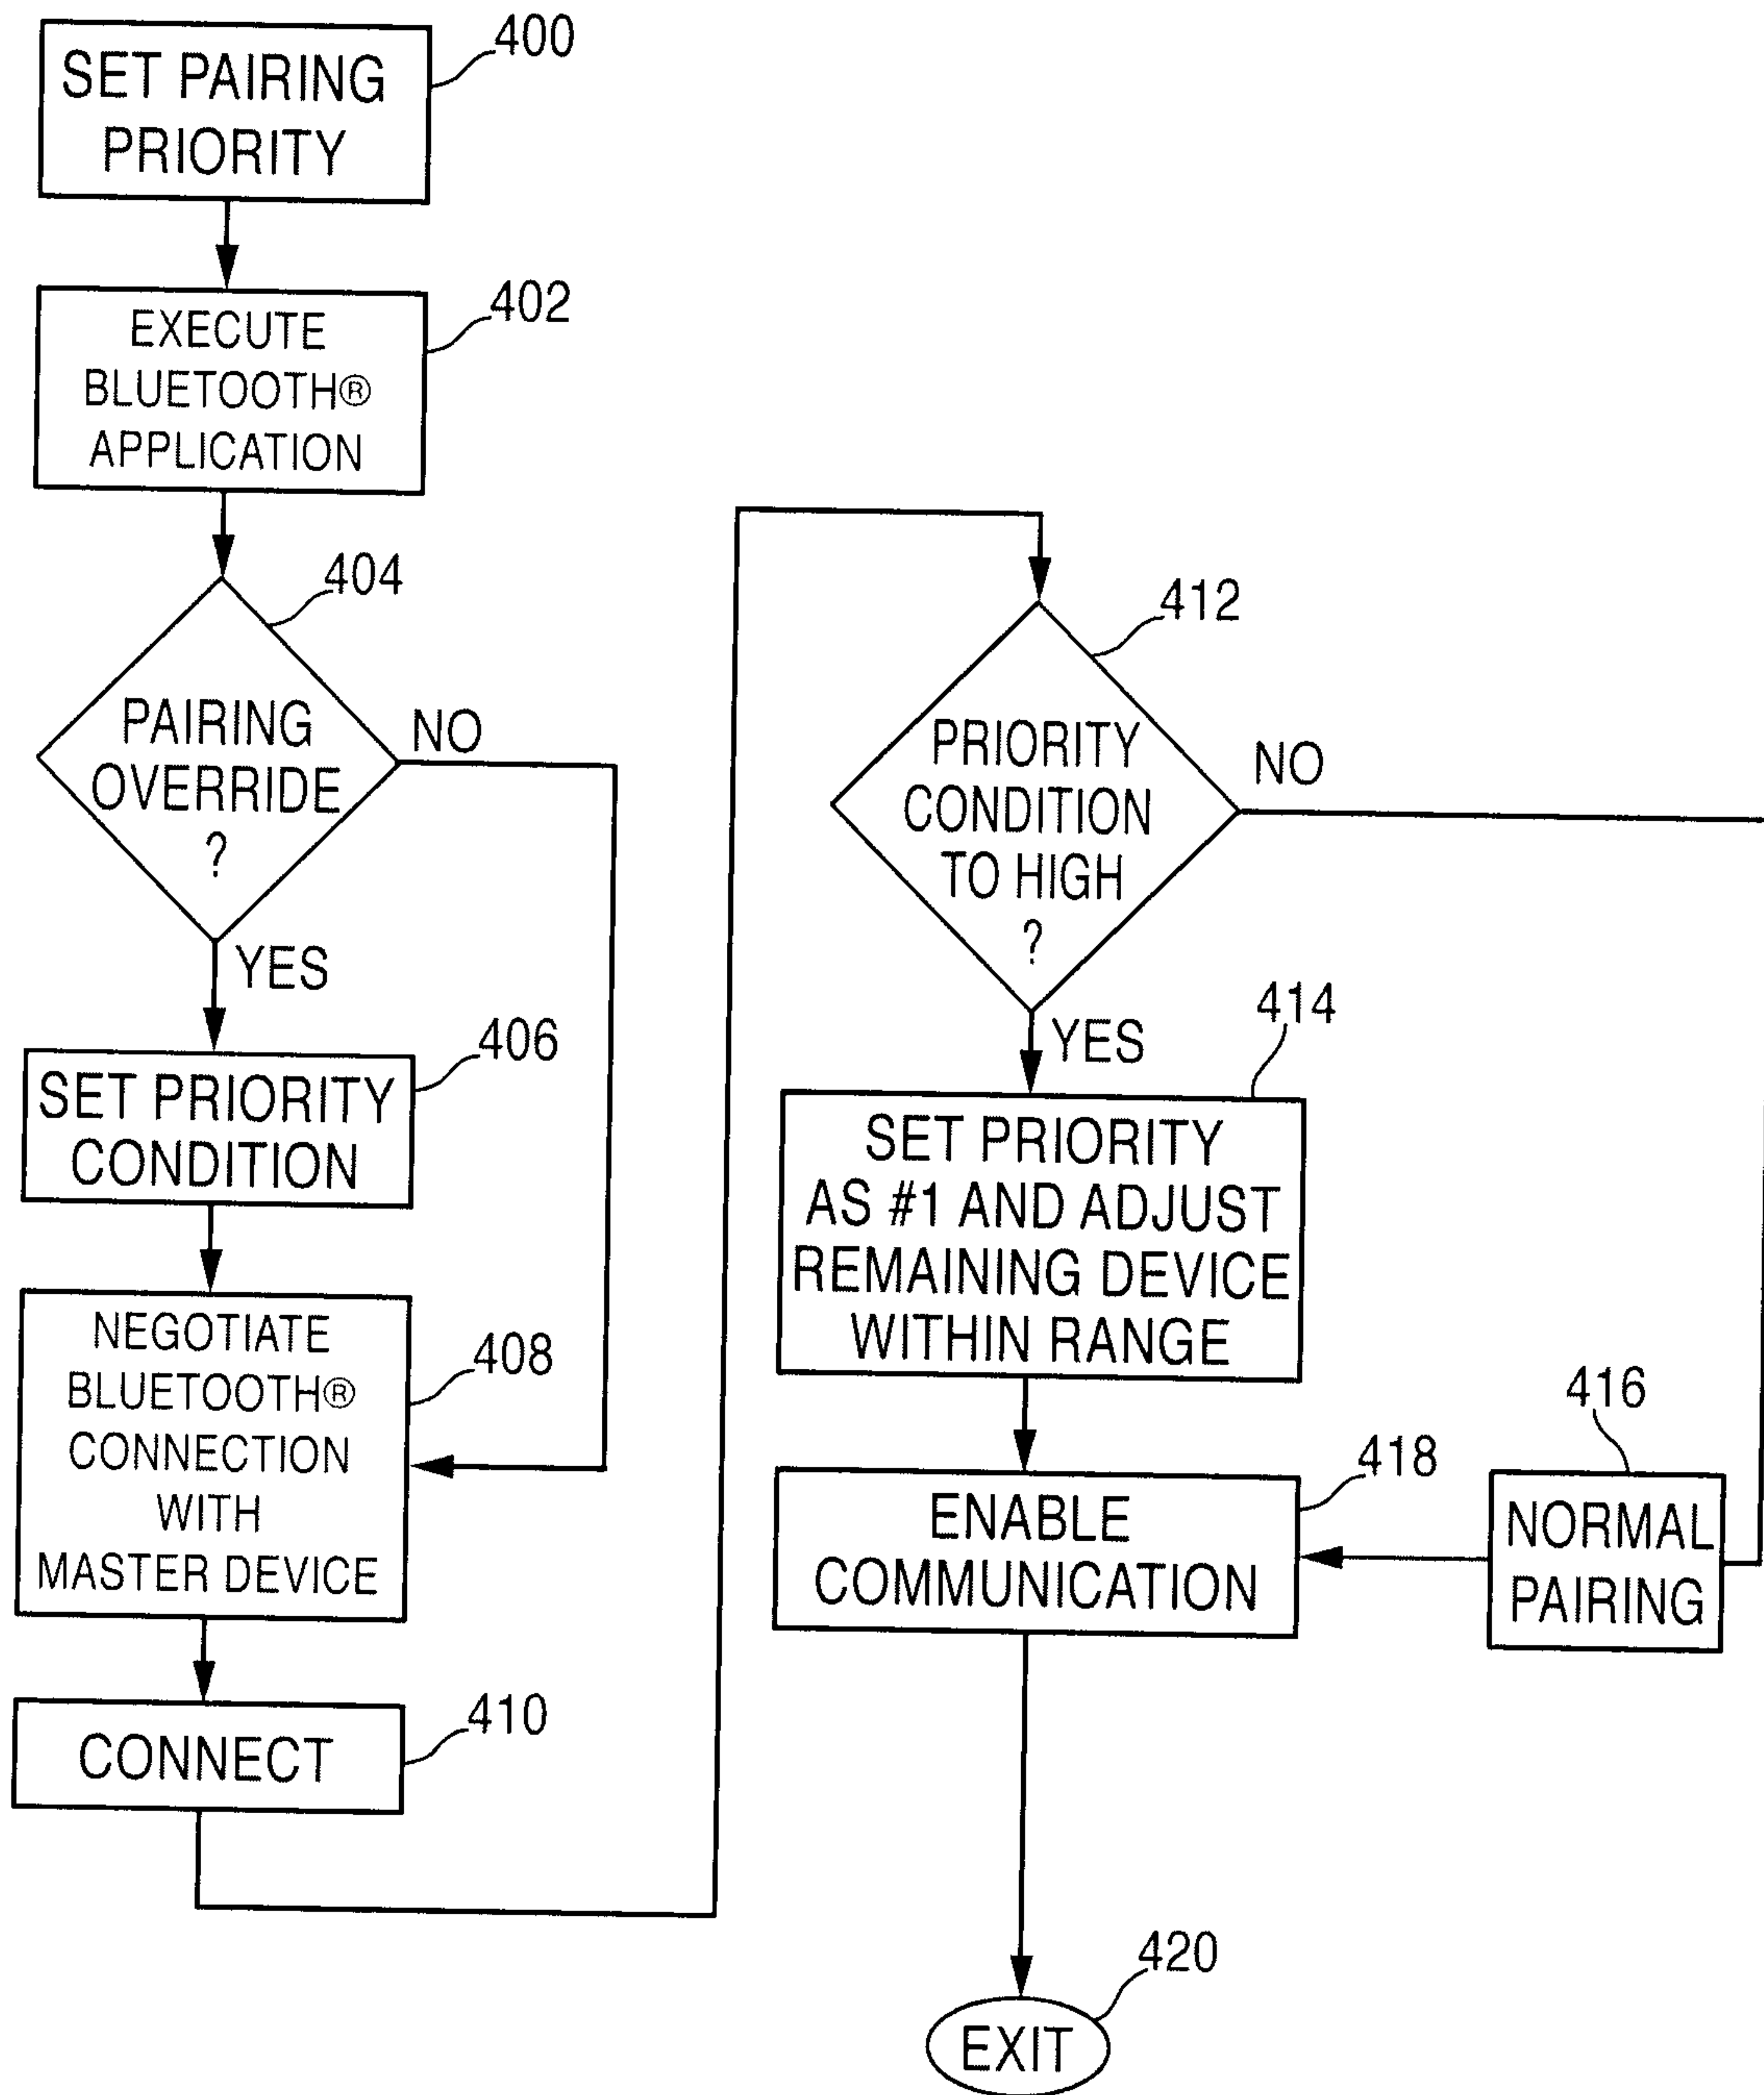 400
SET PAIRING
PRIORITY
402
EXECUTE
BLUETOOTH®
APPLICATION
404
PAIRING
OVERRIDE
?
NO
YES
406
SET PRIORITY
CONDITION
408
NEGOTIATE
BLUETOOTH®
CONNECTION
WITH
MASTER DEVICE
410
CONNECT
412
PRIORITY
CONDITION
TO HIGH
?
NO
YES
414
SET PRIORITY
AS #1 AND ADJUST
REMAINING DEVICE
WITHIN RANGE
416
NORMAL
PAIRING
418
ENABLE
COMMUNICATION
420
EXIT